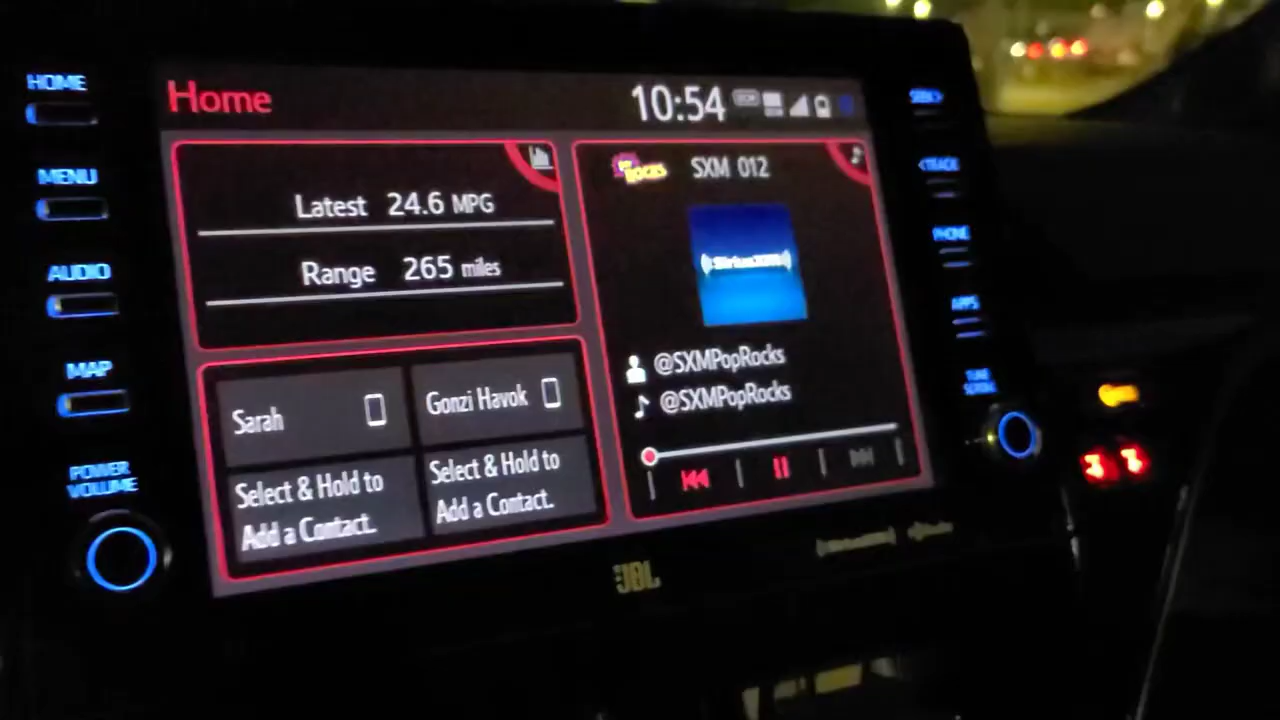 HOME
MENU
AUDIO
MAP
POWER
VOLUME
Home
10:54
Latest 24.6 MPG
Range 265 miles
Sarah
Gonzi Havok
Select & Hold to
Add a Contact.
Select & Hold to
Add a Contact.
ROCKS
SXM 012
SiriusXM
@SXMPopRocks
@SXMPopRocks
SEEK>
<TRACK
PHONE
APPS
TUNE
SCROLL
JBL